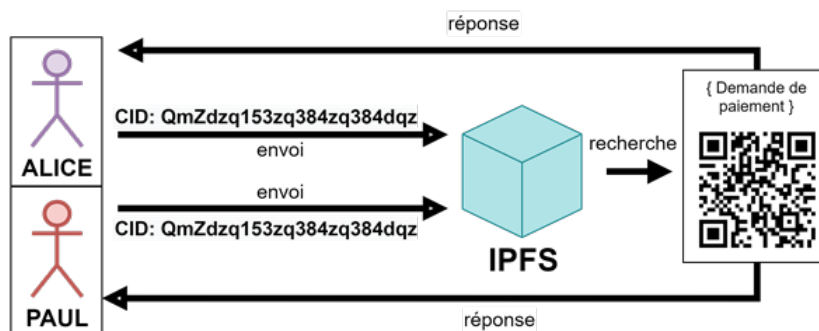 réponse
{ Demande de
paiement }
CID: QmZdzq153zq384zq384dqz
envoi
ALICE
recherche
envoi
CID: QmZdzq153zq384zq384dqz
IPFS
PAUL
réponse